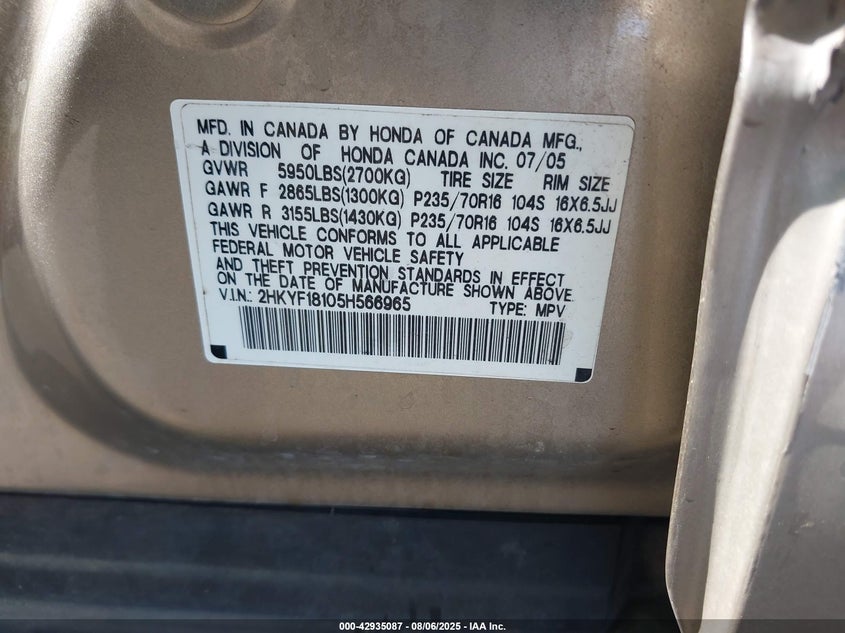 MFD. IN CANADA BY HONDA OF CANADA MFG.,
A DIVISION OF HONDA CANADA INC. 07/05
GVWR 5950LBS(2700KG) TIRE SIZE RIM SIZE
GAWR F 2865LBS(1300KG) P235/70R16 104S 16X6.5JJ
GAWR R 3155LBS(1430KG) P235/70R16 104S 16X6.5JJ
THIS VEHICLE CONFORMS TO ALL APPLICABLE
FEDERAL MOTOR VEHICLE SAFETY
AND THEFT PREVENTION STANDARDS IN EFFECT
ON THE DATE OF MANUFACTURE SHOWN ABOVE.
V.I.N.: 2HKYF18105H566965 TYPE: MPV
000-42935087 - 08/06/2025 - IAA Inc.